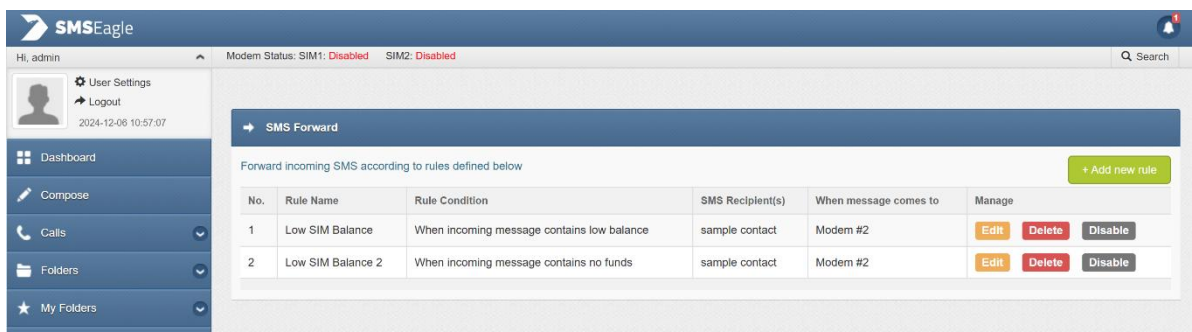 SMSEagle
1
Hi, admin
Modem Status: SIM1: Disabled SIM2: Disabled
Search
User Settings
Logout
2024-12-06 10:57:07
SMS Forward
Dashboard
Compose
Calls
Folders
My Folders
Forward incoming SMS according to rules defined below
+ Add new rule
No. Rule Name Rule Condition SMS Recipient(s) When message comes to Manage
1 Low SIM Balance When incoming message contains low balance sample contact Modem #2 Edit Delete Disable
2 Low SIM Balance 2 When incoming message contains no funds sample contact Modem #2 Edit Delete Disable